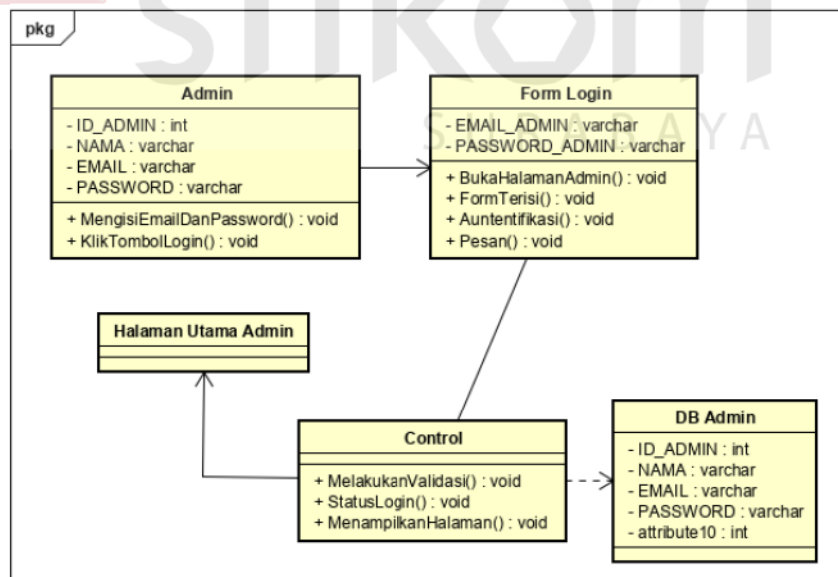 stikom
SURABAYA
pkg
Admin
- ID_ADMIN : int
- NAMA : varchar
- EMAIL : varchar
- PASSWORD : varchar
+ MengisiEmailDanPassword() : void
+ KlikTombolLogin() : void
Form Login
- EMAIL_ADMIN : varchar
- PASSWORD_ADMIN : varchar
+ BukaHalamanAdmin() : void
+ FormTerisi() : void
+ Auntentifikasi() : void
+ Pesan() : void
Halaman Utama Admin
Control
+ MelakukanValidasi() : void
+ StatusLogin() : void
+ MenampilkanHalaman() : void
DB Admin
- ID_ADMIN : int
- NAMA : varchar
- EMAIL : varchar
- PASSWORD : varchar
- attribute10 : int